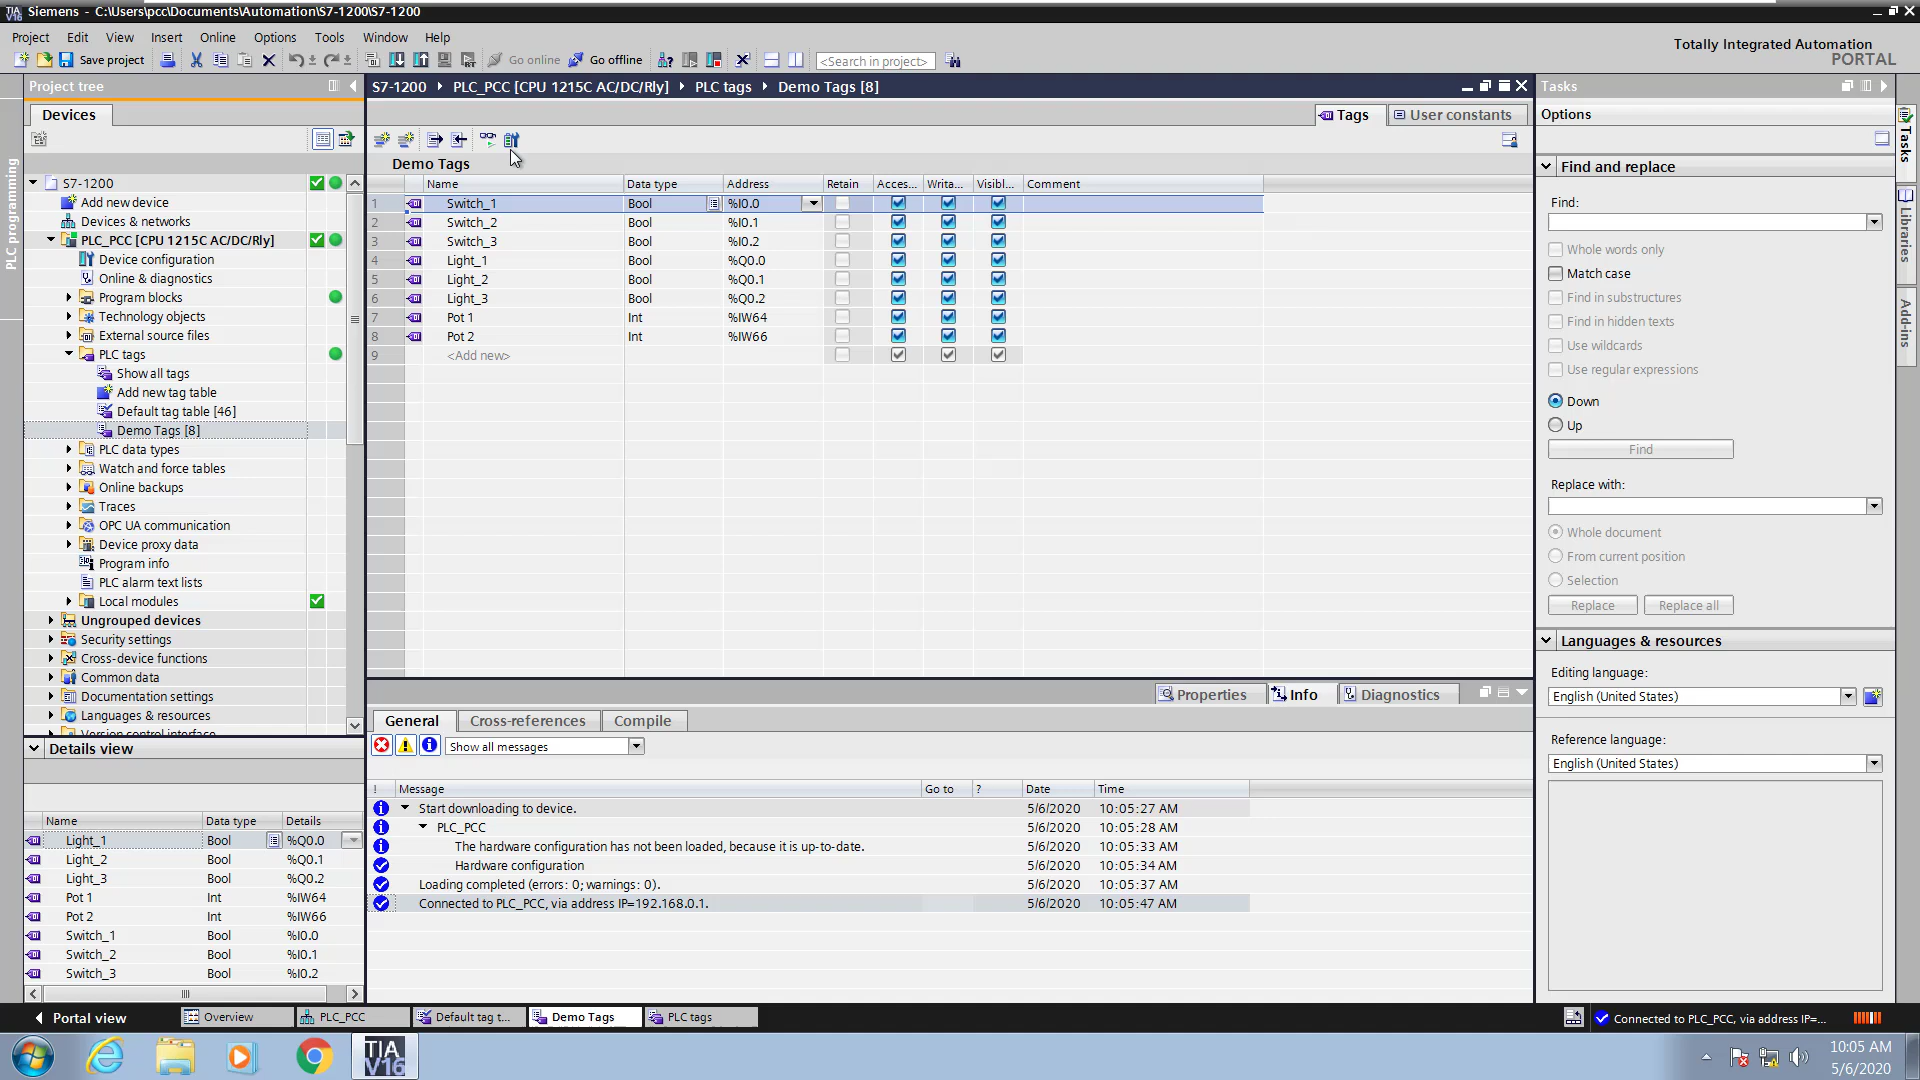 Siemens - C:\Users\pcc\Documents\Automation\S7-1200\S7-1200
Project Edit View Insert Online Options Tools Window Help
Totally Integrated Automation
PORTAL
Save project
Go online
Go offline
<Search in project>
Project tree
S7-1200 PLC_PCC [CPU 1215C AC/DC/Rly] PLC tags Demo Tags [8]
Tasks
Devices
Tags
User constants
Options
PLC programming
Demo Tags
Name Data type Address Retain Acces... Writa... Visibl... Comment
1 Switch_1 Bool %I0.0
2 Switch_2 Bool %I0.1
3 Switch_3 Bool %I0.2
4 Light_1 Bool %Q0.0
5 Light_2 Bool %Q0.1
6 Light_3 Bool %Q0.2
7 Pot 1 Int %IW64
8 Pot 2 Int %IW66
9 <Add new>
S7-1200
Add new device
Devices & networks
PLC_PCC [CPU 1215C AC/DC/Rly]
Device configuration
Online & diagnostics
Program blocks
Technology objects
External source files
PLC tags
Show all tags
Add new tag table
Default tag table [46]
Demo Tags [8]
PLC data types
Watch and force tables
Online backups
Traces
OPC UA communication
Device proxy data
Program info
PLC alarm text lists
Local modules
Ungrouped devices
Security settings
Cross-device functions
Common data
Documentation settings
Languages & resources
Version control interface
Find and replace
Find:
Whole words only
Match case
Find in substructures
Find in hidden texts
Use wildcards
Use regular expressions
Down
Up
Find
Replace with:
Whole document
From current position
Selection
Replace
Replace all
Languages & resources
Editing language:
English (United States)
Reference language:
English (United States)
Tasks
Libraries
Add-ins
Properties
Info
Diagnostics
General
Cross-references
Compile
Show all messages
! Message Go to ? Date Time
Start downloading to device. 5/6/2020 10:05:27 AM
PLC_PCC 5/6/2020 10:05:28 AM
The hardware configuration has not been loaded, because it is up-to-date. 5/6/2020 10:05:33 AM
Hardware configuration 5/6/2020 10:05:34 AM
Loading completed (errors: 0; warnings: 0). 5/6/2020 10:05:37 AM
Connected to PLC_PCC, via address IP=192.168.0.1. 5/6/2020 10:05:47 AM
Details view
Name Data type Details
Light_1 Bool %Q0.0
Light_2 Bool %Q0.1
Light_3 Bool %Q0.2
Pot 1 Int %IW64
Pot 2 Int %IW66
Switch_1 Bool %I0.0
Switch_2 Bool %I0.1
Switch_3 Bool %I0.2
Portal view
Overview
PLC_PCC
Default tag t...
Demo Tags
PLC tags
Connected to PLC_PCC, via address IP=...
TIA
V16
10:05 AM
5/6/2020